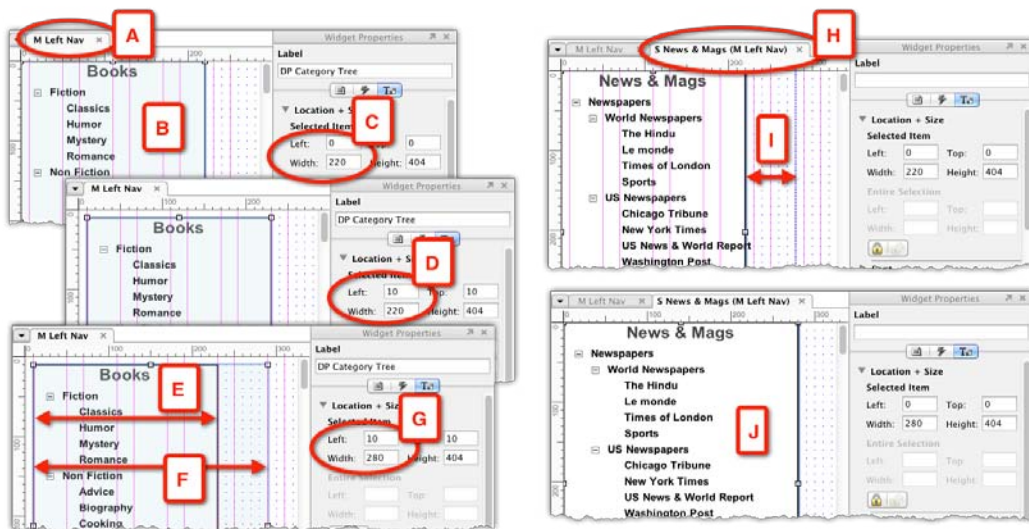 M Left Nav
A
Widget Properties
200
Label
DP Category Tree
Books
Fiction
Classics
Humor
Mystery
Romance
Non Fiction
B
C
Location + Size
Selected Item
Left: 0
0
Width: 220
Height: 404
100
M Left Nav
Widget Properties
100
200
Label
DP Category Tree
Books
Fiction
Classics
Humor
Mystery
Romance
D
Location + Size
Selected Item
Left: 10
Top: 10
Width: 220
Height: 404
M Left Nav
Widget Properties
100
200
300
Label
DP Category Tree
Books
Fiction
Classics
Humor
Mystery
Romance
Non Fiction
Advice
Biography
Cooking
E
F
G
Location + Size
Selected Item
Left: 10
10
Width: 280
Height: 404
Entire Selection
Left:
Top:
M Left Nav
S News & Mags (M Left Nav)
H
Widget Properties
200
300
Label
News & Mags
Newspapers
World Newspapers
The Hindu
Le monde
Times of London
Sports
US Newspapers
Chicago Tribune
New York Times
US News & World Report
Washington Post
I
Location + Size
Selected Item
Left: 0
Top: 0
Width: 220
Height: 404
Entire Selection
Left:
Top:
Width:
Height:
M Left Nav
S News & Mags (M Left Nav)
Widget Properties
100
200
300
Label
News & Mags
Newspapers
World Newspapers
The Hindu
Le monde
Times of London
Sports
US Newspapers
Chicago Tribune
New York Times
US News & World Report
Washington Post
J
Location + Size
Selected Item
Left: 0
Top: 0
Width: 280
Height: 404
Entire Selection
Left:
Top:
Width:
Height: